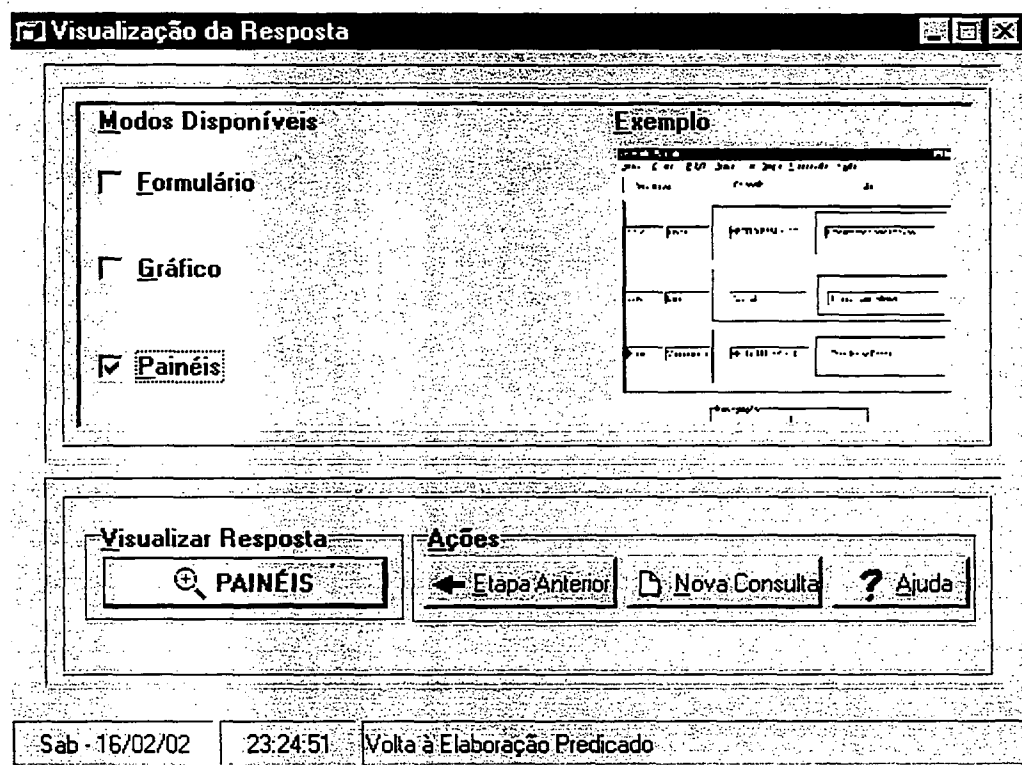 Visualização da Resposta
Modos Disponíveis
Exemplo
Formulário
Gráfico
Painéis
Visualizar Resposta
Ações
PAINÉIS
Etapa Anterior
Nova Consulta
? Ajuda
Sab - 16/02/02
23:24:51
Volta à Elaboração Predicado